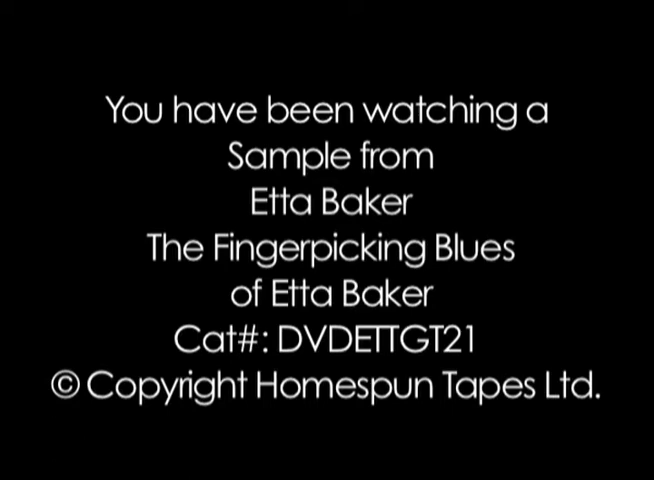 You have been watching a
Sample from
Etta Baker
The Fingerpicking Blues
of Etta Baker
Cat#: DVDETTGT21
© Copyright Homespun Tapes Ltd.